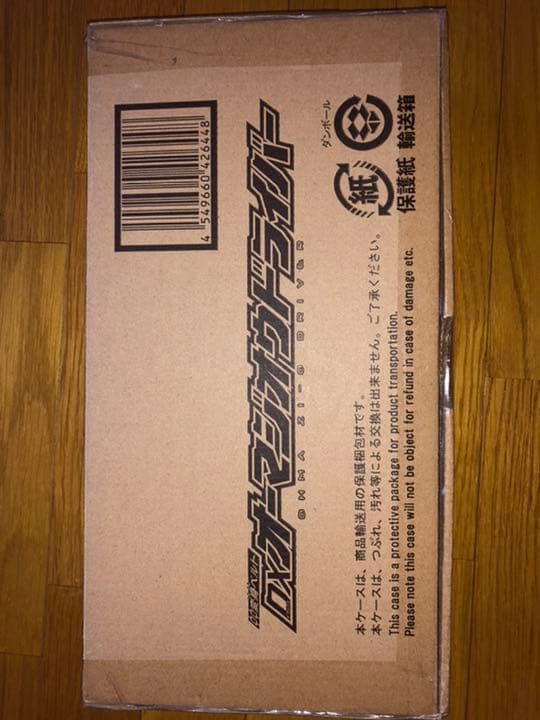 4 549660 426448
変身ベルト
DXオーマジオウドライバー
OHMA ZI-O DRIVER
ダンボール
紙
保護紙 輸送箱
本ケースは、商品輸送用の保護梱包材です。
本ケースは、つぶれ、汚れ等による交換は出来ません。ご了承ください。
This case is a protective package for product transportation.
Please note this case will not be object for refund in case of damage etc.